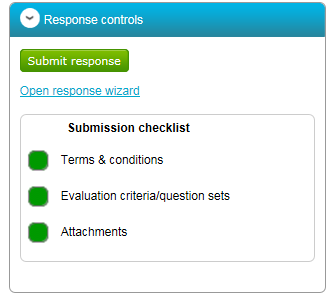 Response controls
Submit response
Open response wizard
Submission checklist
Terms & conditions
Evaluation criteria/question sets
Attachments